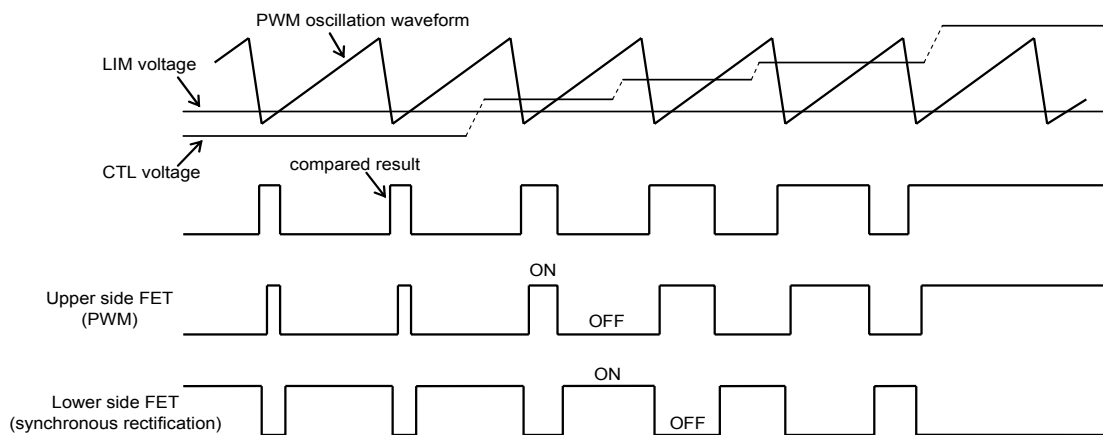 PWM oscillation waveform
LIM voltage
CTL voltage
compared result
ON
Upper side FET
(PWM)
OFF
ON
Lower side FET
(synchronous rectification)
OFF